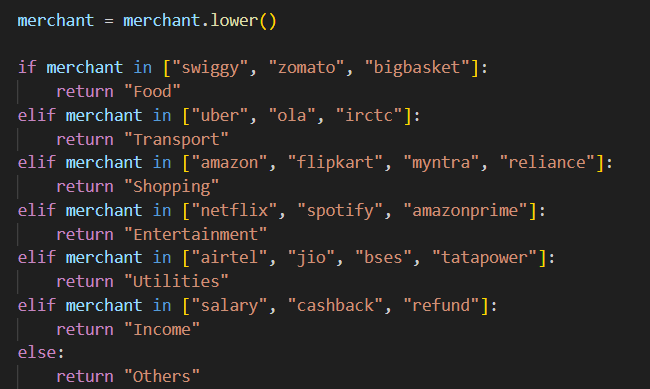 merchant = merchant.lower()

if merchant in ["swiggy", "zomato", "bigbasket"]:
    return "Food"
elif merchant in ["uber", "ola", "irctc"]:
    return "Transport"
elif merchant in ["amazon", "flipkart", "myntra", "reliance"]:
    return "Shopping"
elif merchant in ["netflix", "spotify", "amazonprime"]:
    return "Entertainment"
elif merchant in ["airtel", "jio", "bses", "tatapower"]:
    return "Utilities"
elif merchant in ["salary", "cashback", "refund"]:
    return "Income"
else:
    return "Others"